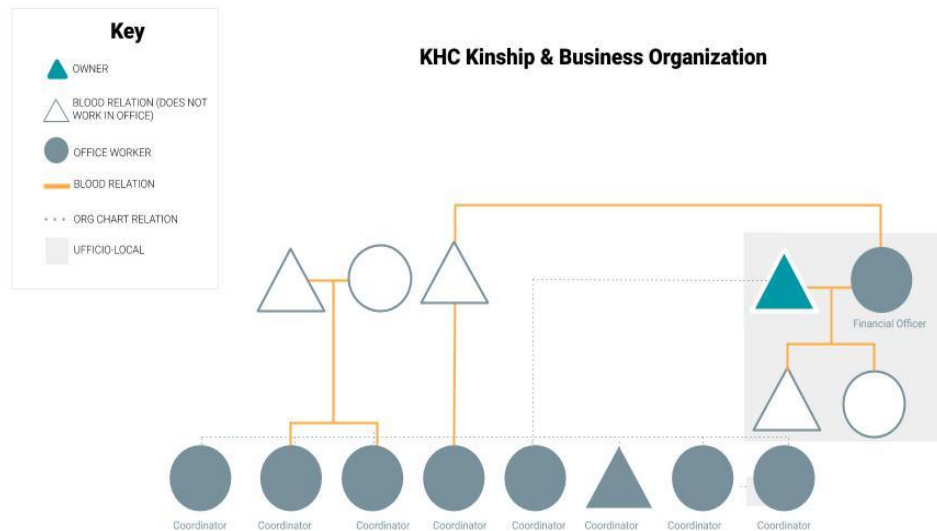 Key
OWNER
BLOOD RELATION (DOES NOT
WORK IN OFFICE)
OFFICE WORKER
BLOOD RELATION
ORG CHART RELATION
UFFICIO-LOCAL
KHC Kinship & Business Organization
Financial Officer
Coordinator Coordinator Coordinator Coordinator Coordinator Coordinator Coordinator Coordinator